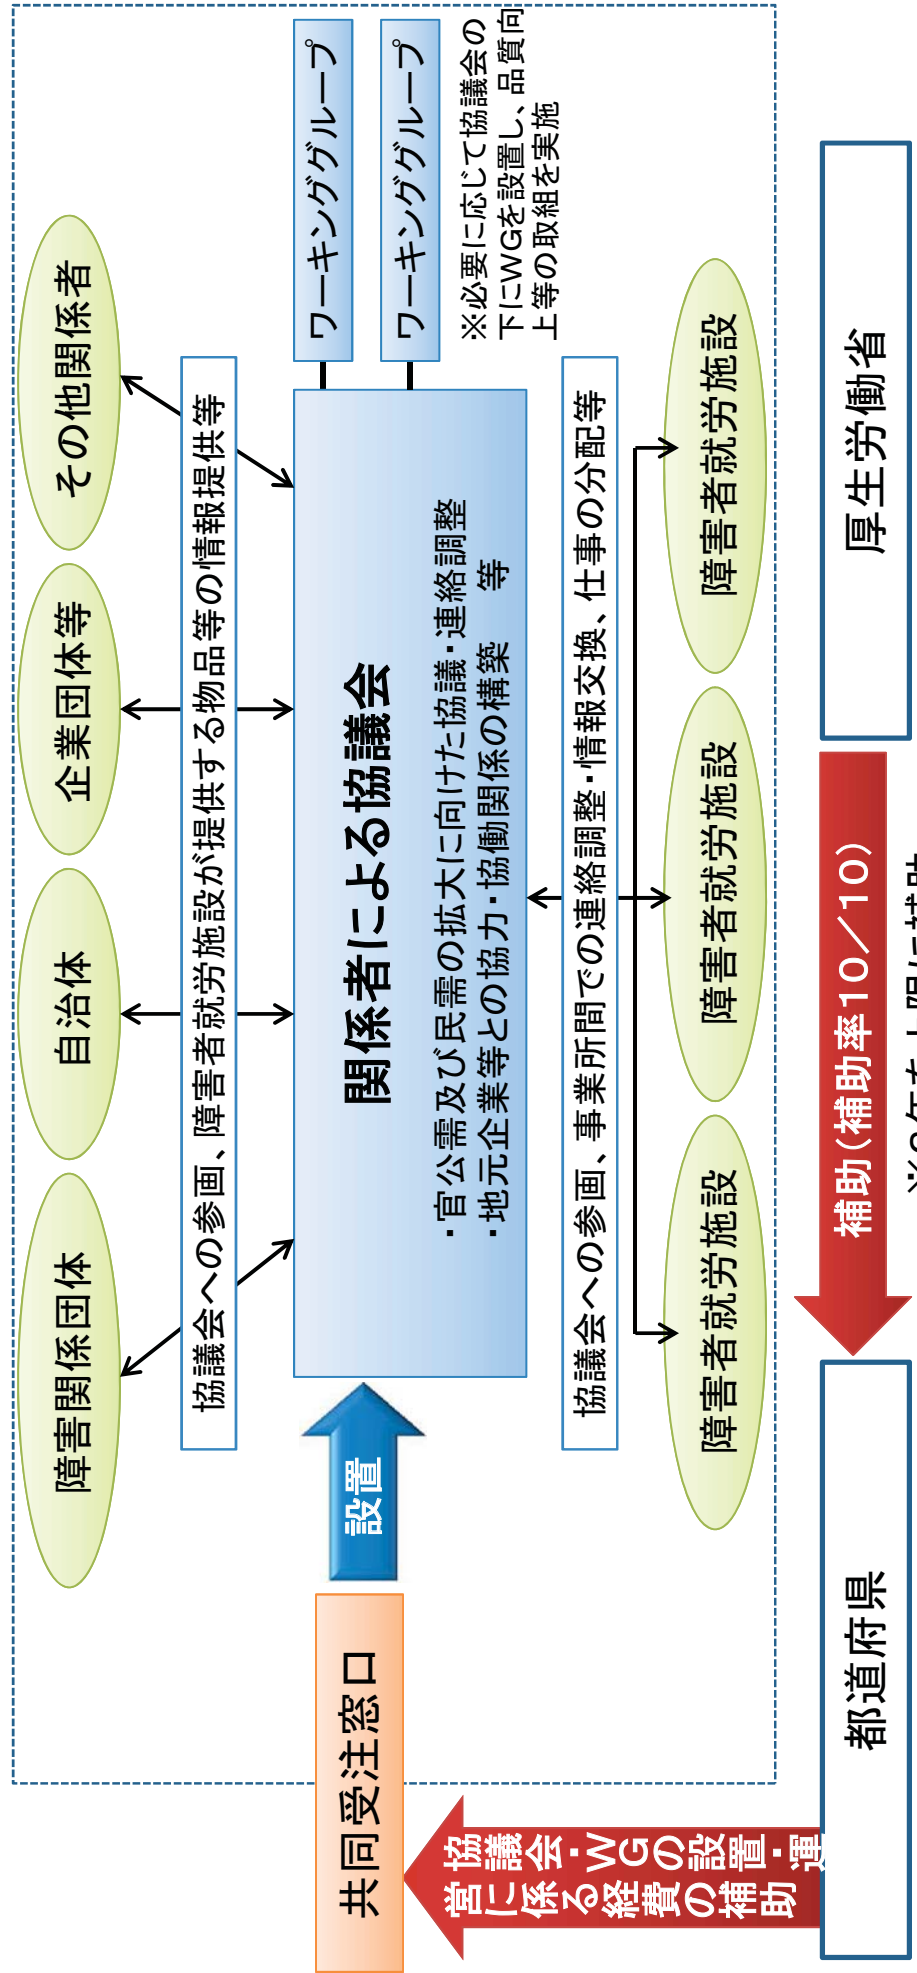 障害関係団体
自治体
企業団体等
その他関係者
協議会への参画、障害者就労施設が提供する物品等の情報提供等
共同受注窓口
設置
関係者による協議会
・官公需及び民需の拡大に向けた協議・連絡調整
・地元企業等との協力・協働関係の構築　等
ワーキンググループ
ワーキンググループ
※必要に応じて協議会の
下にWGを設置し、品質向
上等の取組を実施
協議会への参画、事業所間での連絡調整・情報交換、仕事の分配等
障害者就労施設
障害者就労施設
障害者就労施設
協議会・WGの設置・運
営に係る経費の補助
都道府県
補助(補助率10／10)
厚生労働省